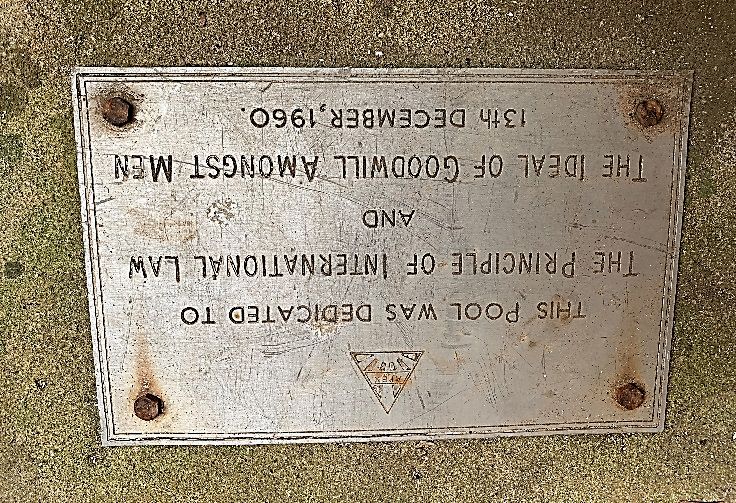 THIS POOL WAS DEDICATED TO
THE PRINCIPLE OF INTERNATIONAL LAW
AND
THE IDEAL OF GOODWILL AMONGST MEN
13th DECEMBER, 1960.